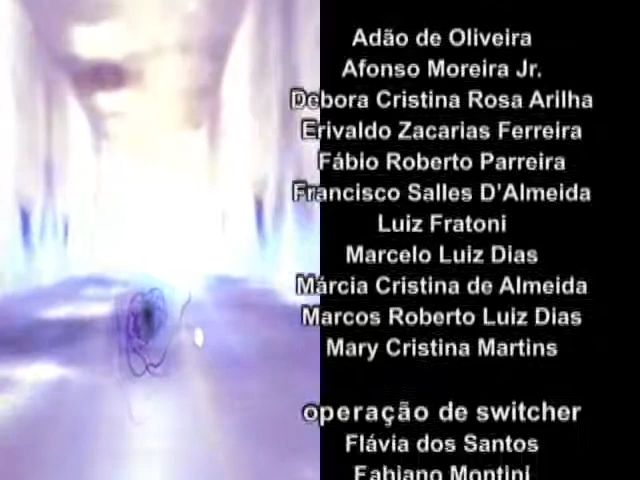 Adão de Oliveira
Afonso Moreira Jr.
Debora Cristina Rosa Arilha
Erivaldo Zacarias Ferreira
Fábio Roberto Parreira
Francisco Salles D'Almeida
Luiz Fratoni
Marcelo Luiz Dias
Márcia Cristina de Almeida
Marcos Roberto Luiz Dias
Mary Cristina Martins
operação de switcher
Flávia dos Santos
Fabiano Montini